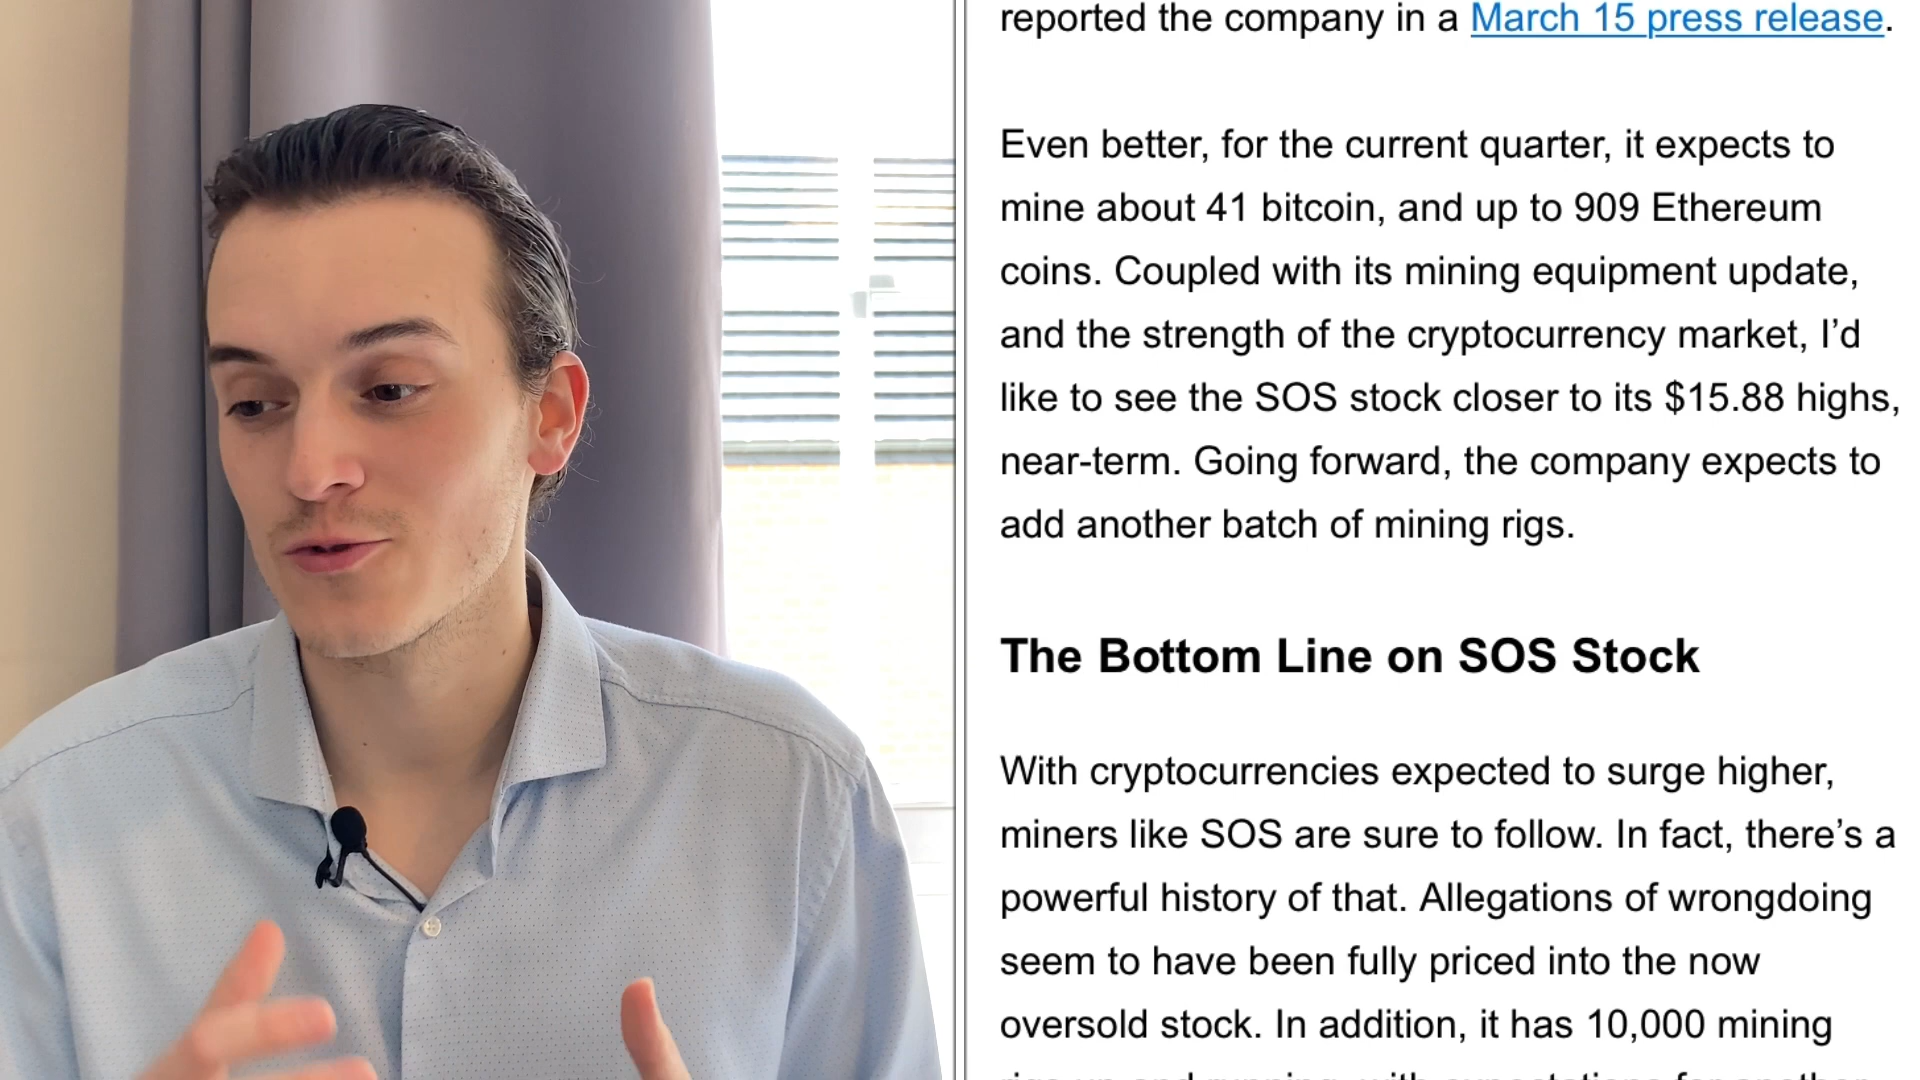 reported the company in a March 15 press release.
Even better, for the current quarter, it expects to
mine about 41 bitcoin, and up to 909 Ethereum
coins. Coupled with its mining equipment update,
and the strength of the cryptocurrency market, I’d
like to see the SOS stock closer to its $15.88 highs,
near-term. Going forward, the company expects to
add another batch of mining rigs.
The Bottom Line on SOS Stock
With cryptocurrencies expected to surge higher,
miners like SOS are sure to follow. In fact, there’s a
powerful history of that. Allegations of wrongdoing
seem to have been fully priced into the now
oversold stock. In addition, it has 10,000 mining